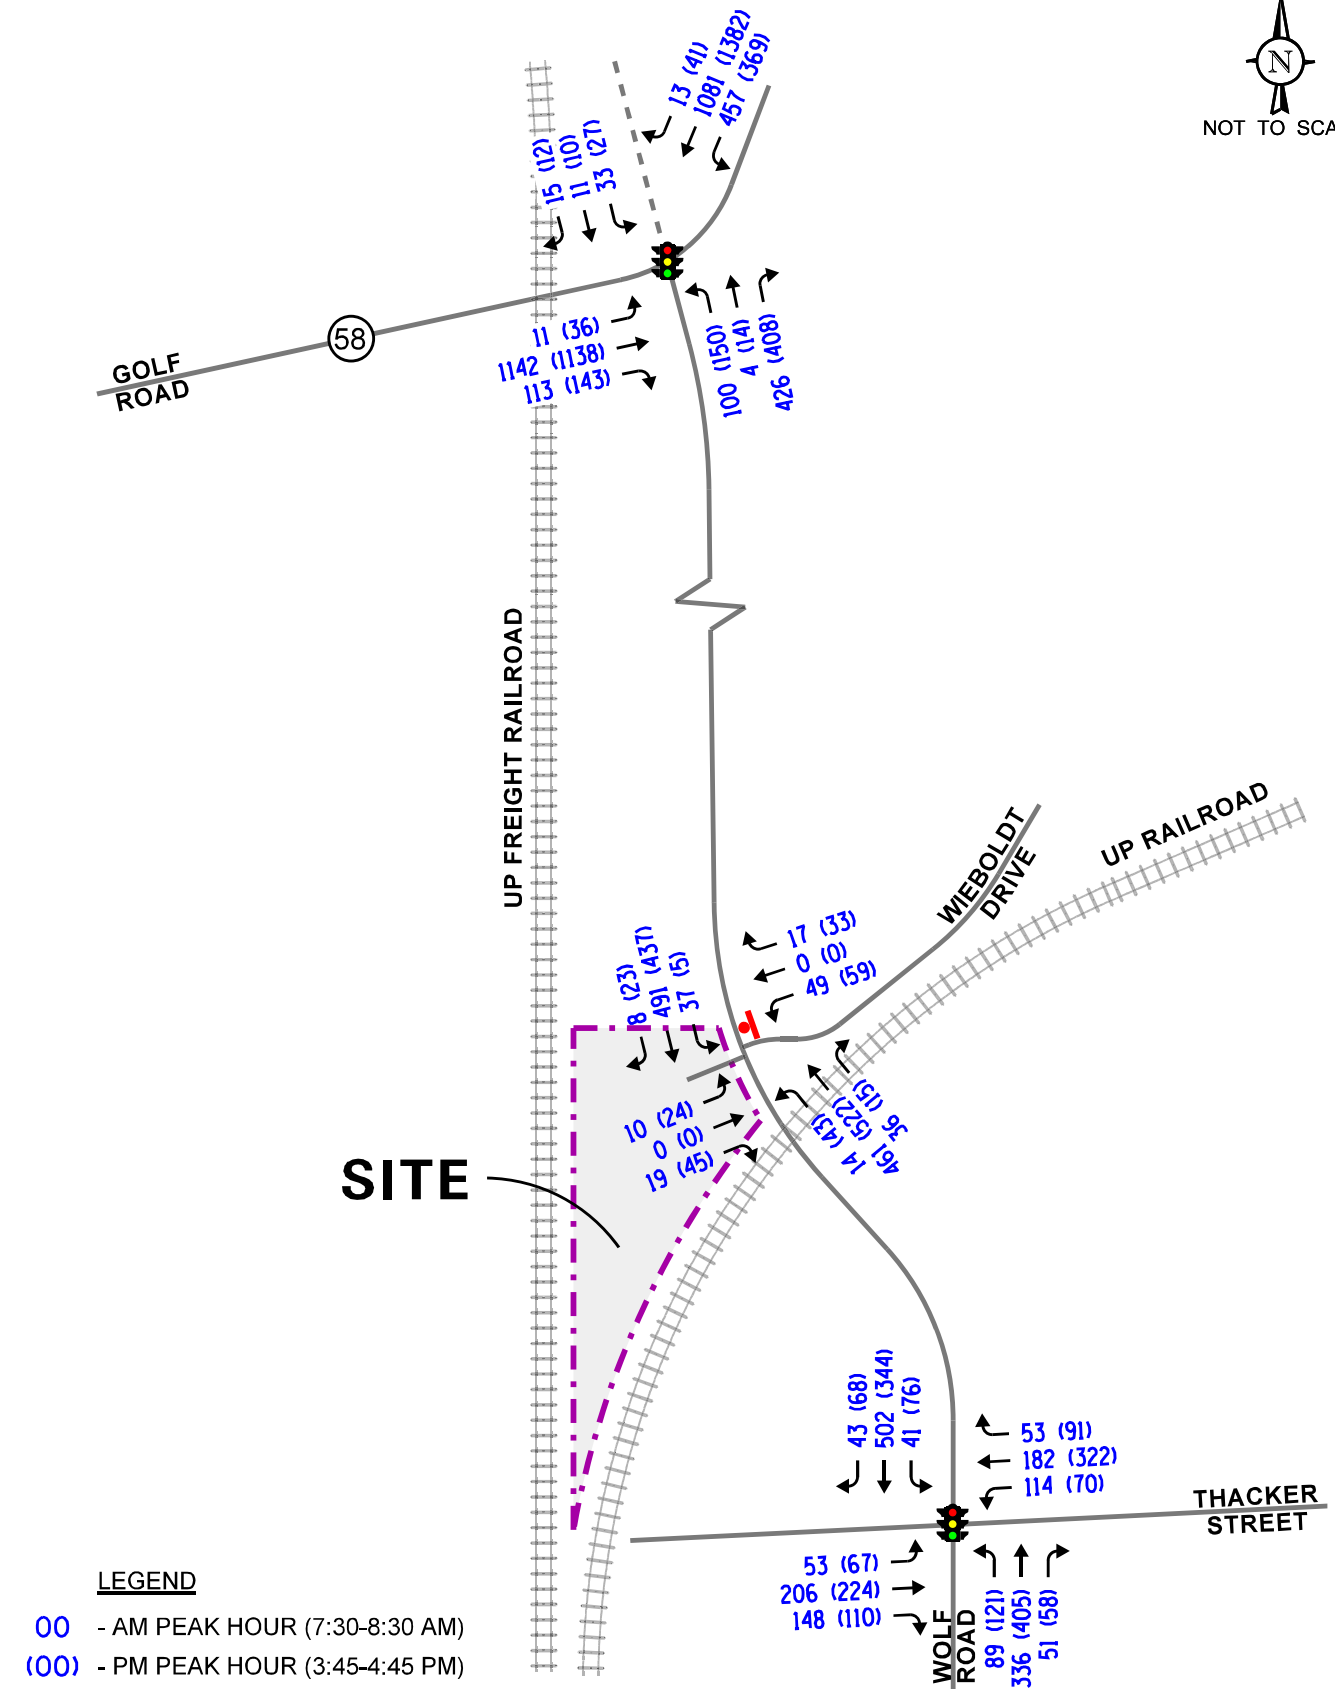 N
NOT TO SCA
13 (41)
1081 (1382)
457 (369)
15 (12)
11 (10)
33 (27)
58
GOLF
ROAD
11 (36)
1142 (1138)
113 (143)
100 (150)
4 (14)
426 (408)
UP FREIGHT RAILROAD
WIEBOLDT
DRIVE
UP RAILROAD
17 (33)
0 (0)
49 (59)
8 (23)
491 (437)
37 (5)
10 (24)
0 (0)
19 (45)
14 (43)
461 (522)
36 (15)
SITE
43 (68)
502 (344)
41 (76)
53 (91)
182 (322)
114 (70)
THACKER
STREET
53 (67)
206 (224)
148 (110)
WOLF
ROAD
89 (121)
336 (405)
51 (58)
LEGEND
00 - AM PEAK HOUR (7:30-8:30 AM)
(00) - PM PEAK HOUR (3:45-4:45 PM)